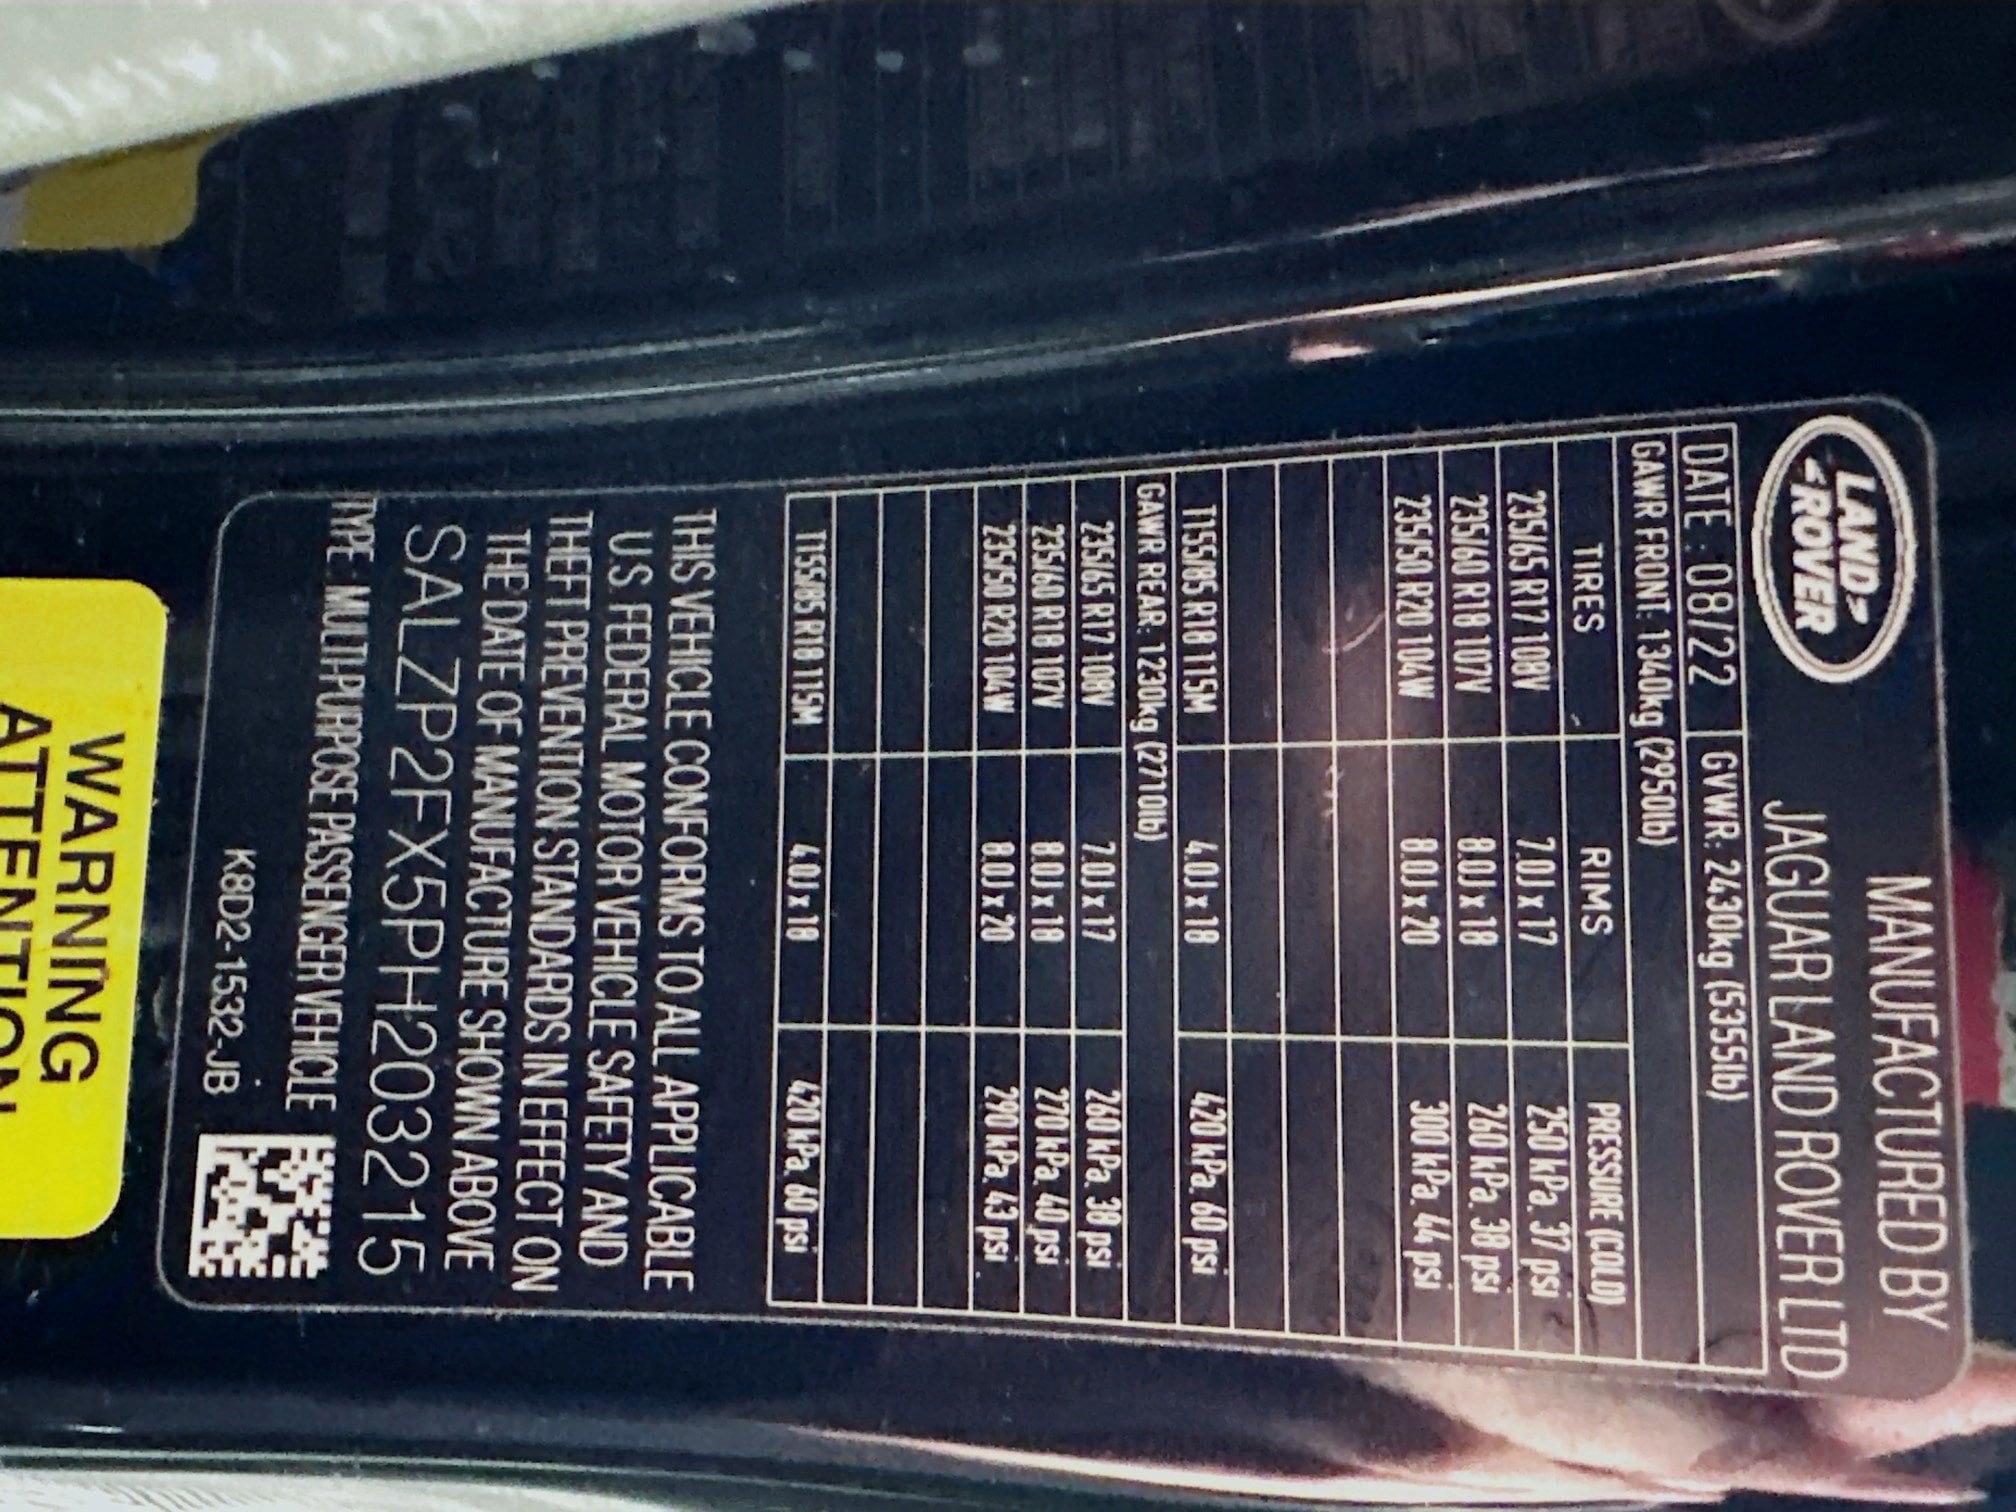 LAND
ROVER
MANUFACTURED BY
JAGUAR LAND ROVER LTD
DATE : 08/22 GVWR: 2430kg (5355lb)
GAWR FRONT: 1340kg (2950lb)
TIRES RIMS PRESSURE (COLD)
235/65 R17 108V 7.0J x 17 250 kPa. 37 psi
235/60 R18 107V 8.0J x 18 260 kPa. 38 psi
235/50 R20 104W 8.0J x 20 300 kPa. 44 psi
T155/85 R18 115M 4.0J x 18 420 kPa. 60 psi
GAWR REAR: 1230kg (2710lb)
235/65 R17 108V 7.0J x 17 260 kPa. 38 psi
235/60 R18 107V 8.0J x 18 270 kPa. 40 psi
235/50 R20 104W 8.0J x 20 290 kPa. 43 psi
T155/85 R18 115M 4.0J x 18 420 kPa. 60 psi
THIS VEHICLE CONFORMS TO ALL APPLICABLE
U.S. FEDERAL MOTOR VEHICLE SAFETY AND
THEFT PREVENTION STANDARDS IN EFFECT ON
THE DATE OF MANUFACTURE SHOWN ABOVE
SALZP2FX5PH203215
TYPE : MULTI-PURPOSE PASSENGER VEHICLE
K8D2-1532-JB
WARNING
ATTENTION